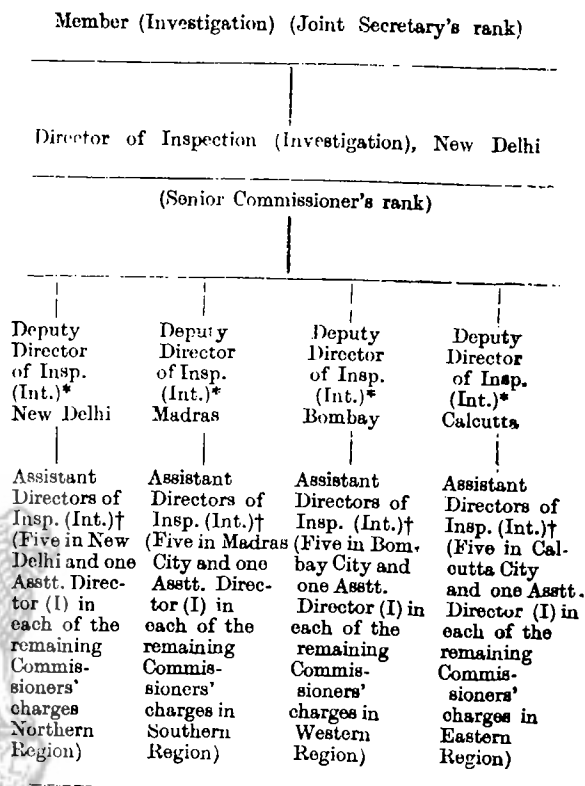 Member (Investigation) (Joint Secretary's rank)
Director of Inspection (Investigation), New Delhi
(Senior Commissioner's rank)
Deputy
Director
of Insp.
(Int.)*
New Delhi
Deputy
Director
of Insp.
(Int.)*
Madras
Deputy
Director
of Insp.
(Int.)*
Bombay
Deputy
Director
of Insp.
(Int.)*
Calcutta
Assistant
Directors of
Insp. (Int.)†
(Five in New
Delhi and one
Asstt. Direc-
tor (I) in
each of the
remaining
Commis-
sioners'
charges
Northern
Region)
Assistant
Directors of
Insp. (Int.)†
(Five in Madras
City and one
Asstt. Direc-
tor (I) in
each of the
remaining
Commis-
sioners'
charges in
Southern
Region)
Assistant
Directors of
Insp. (Int.)†
(Five in Bom-
bay City and
one Asstt.
Director (I) in
each of the
remaining
Commis-
sioners'
charges in
Western
Region)
Assistant
Directors of
Insp. (Int.)†
(Five in Cal-
cutta City
and one Asstt.
Director (I) in
each of the
remaining
Commis-
sioners'
charges in
Eastern
Region)